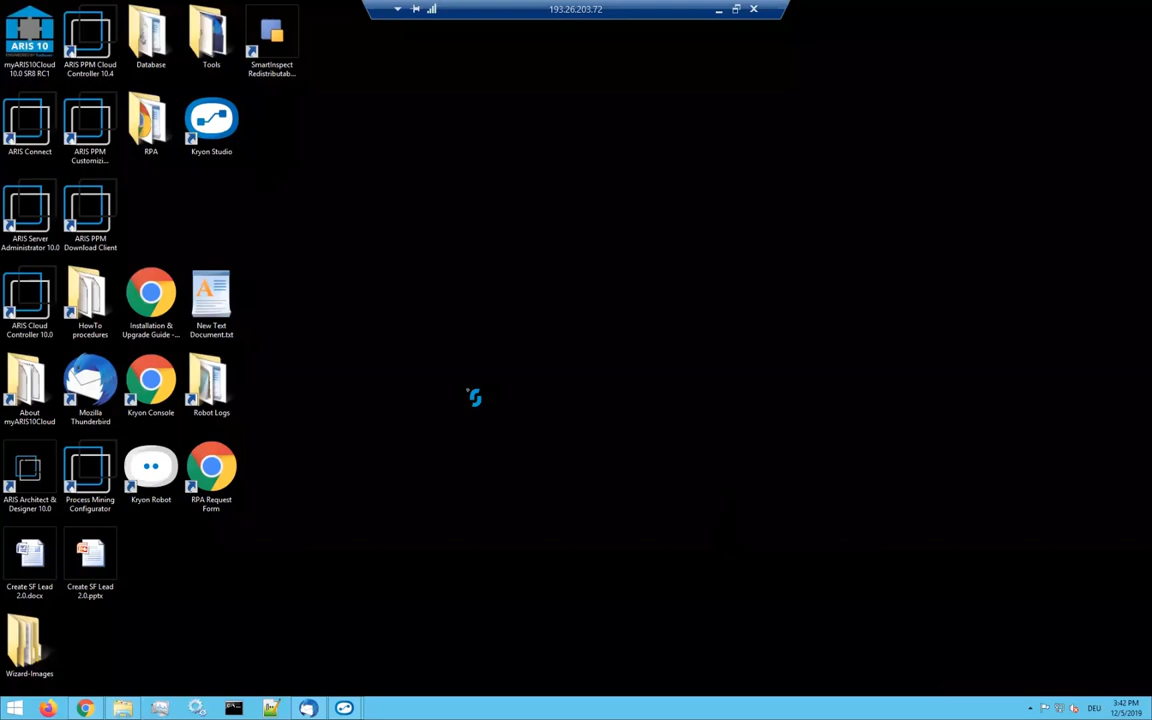 193.26.203.72
ARIS 10
myARIS10Cloud
10.0 SR8 RC1
ARIS PPM Cloud
Controller 10.4
Database
Tools
SmartInspect
Redistributab...
ARIS Connect
ARIS PPM
Customizi...
RPA
Kryon Studio
ARIS Server
Administrator 10.0
ARIS PPM
Download Client
ARIS Cloud
Controller 10.0
HowTo
procedures
Installation &
Upgrade Guide -...
New Text
Document.txt
About
myARIS10Cloud
Mozilla
Thunderbird
Kryon Console
Robot Logs
ARIS Architect &
Designer 10.0
Process Mining
Configurator
Kryon Robot
RPA Request
Form
Create SF Lead
2.0.docx
Create SF Lead
2.0.pptx
Wizard-Images
DEU
3:42 PM
12/5/2019